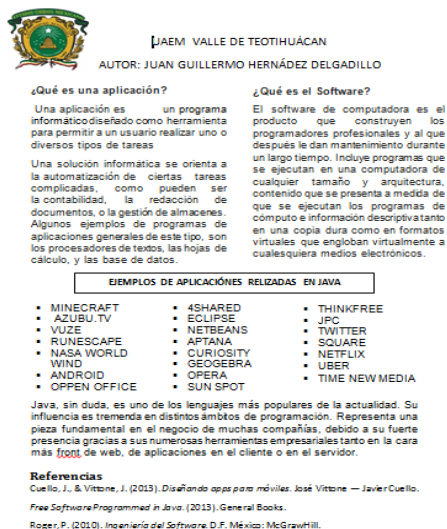 UAEM VALLE DE TEOTIHUÁCAN
AUTOR: JUAN GUILLERMO HERNÁDEZ DELGADILLO
¿Qué es una aplicación?
Una aplicación es un programa
informático diseñado como herramienta
para permitir a un usuario realizar uno o
diversos tipos de tareas
Una solución informática se orienta a
la automatización de ciertas tareas
complicadas, como pueden ser
la contabilidad, la redacción de
documentos, o la gestión de almacenes.
Algunos ejemplos de programas de
aplicaciones generales de este tipo, son
los procesadores de textos, las hojas de
cálculo, y las base de datos.
¿Qué es el Software?
El software de computadora es el
producto que construyen los
programadores profesionales y al que
después le dan mantenimiento durante
un largo tiempo. Incluye programas que
se ejecutan en una computadora de
cualquier tamaño y arquitectura,
contenido que se presenta a medida de
que se ejecutan los programas de
cómputo e información descriptiva tanto
en una copia dura como en formatos
virtuales que engloban virtualmente a
cualesquiera medios electrónicos.
EJEMPLOS DE APLICACIÓNES RELIZADAS EN JAVA
▪ MINECRAFT
▪ AZUBU.TV
▪ VUZE
▪ RUNESCAPE
▪ NASA WORLD
WIND
▪ ANDROID
▪ OPPEN OFFICE
▪ 4SHARED
▪ ECLIPSE
▪ NETBEANS
▪ APTANA
▪ CURIOSITY
▪ GEOGEBRA
▪ OPERA
▪ SUN SPOT
▪ THINKFREE
▪ JPC
▪ TWITTER
▪ SQUARE
▪ NETFLIX
▪ UBER
▪ TIME NEW MEDIA
Java, sin duda, es uno de los lenguajes más populares de la actualidad. Su
influencia es tremenda en distintos ámbitos de programación. Representa una
pieza fundamental en el negocio de muchas compañías, debido a su fuerte
presencia gracias a sus numerosas herramientas empresariales tanto en la cara
más front de web, de aplicaciones en el cliente o en el servidor.
Referencias
Cuello, J., & Vittone, J. (2013). Diseñando apps para móviles. José Vittone — Javier Cuello.
Free Software Programmed in Java. (2013). General Books.
Roger, P. (2010). Ingeniería del Software. D.F. México: McGrawHill.